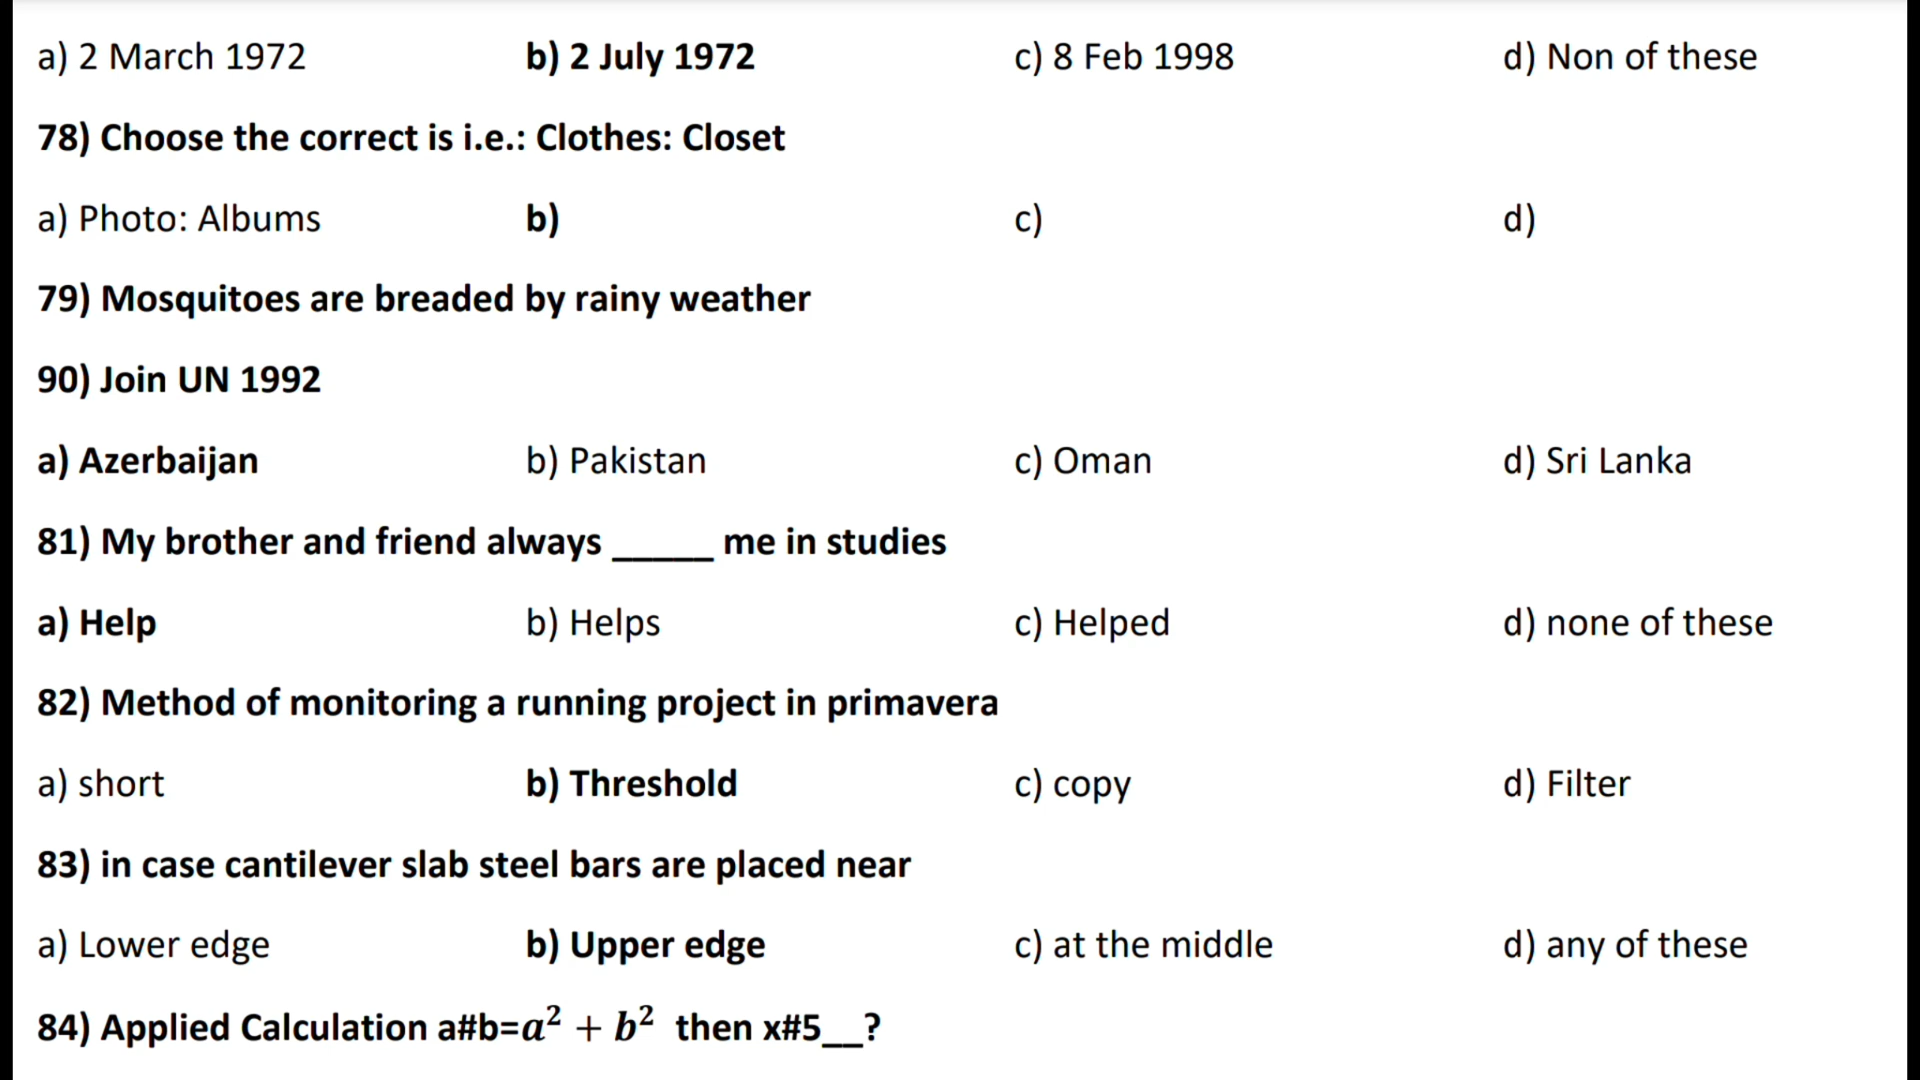 a) 2 March 1972 b) 2 July 1972 c) 8 Feb 1998 d) Non of these
78) Choose the correct is i.e.: Clothes: Closet
a) Photo: Albums b) c) d)
79) Mosquitoes are breaded by rainy weather
90) Join UN 1992
a) Azerbaijan b) Pakistan c) Oman d) Sri Lanka
81) My brother and friend always _____ me in studies
a) Help b) Helps c) Helped d) none of these
82) Method of monitoring a running project in primavera
a) short b) Threshold c) copy d) Filter
83) in case cantilever slab steel bars are placed near
a) Lower edge b) Upper edge c) at the middle d) any of these
84) Applied Calculation a#b=a² + b² then x#5__?